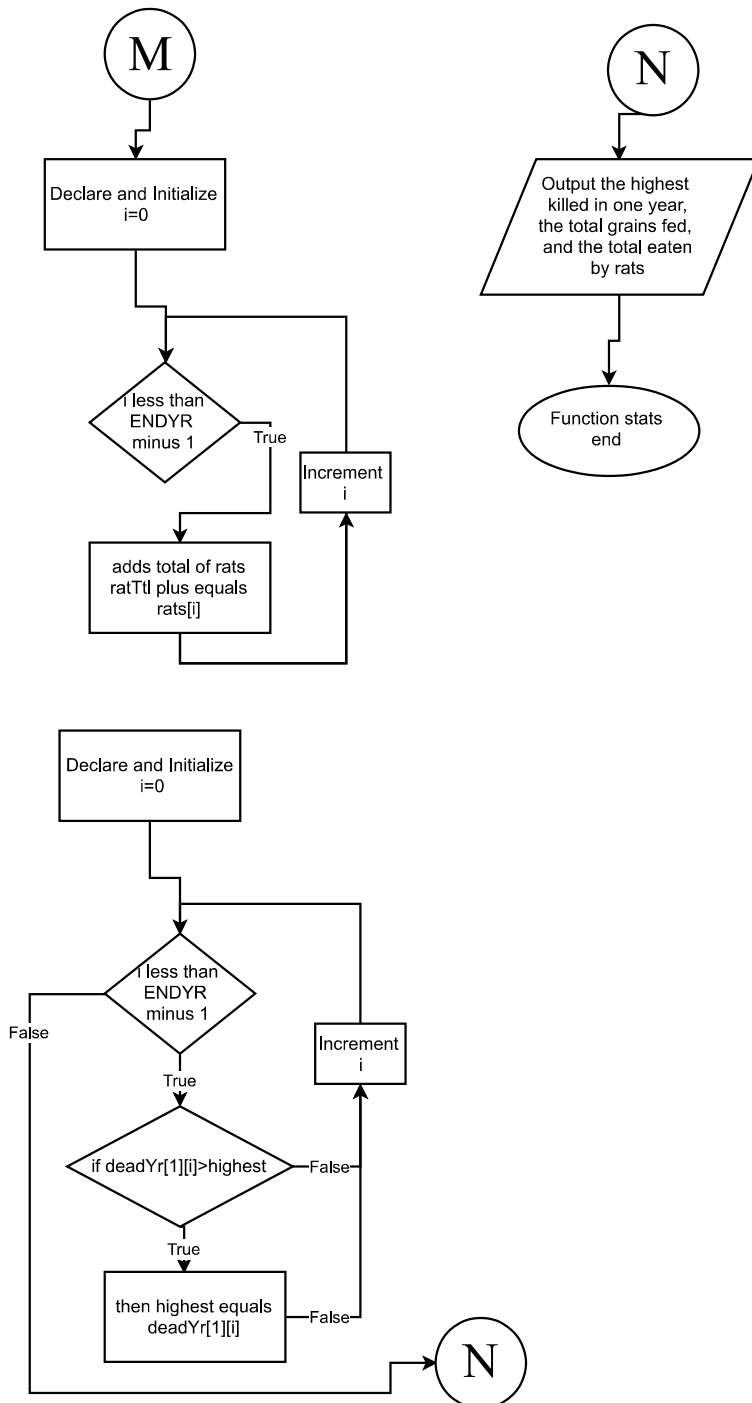 M
Declare and Initialize
i=0
i less than
ENDYR
minus 1
True
Increment
i
adds total of rats
ratTtl plus equals
rats[i]
N
Output the highest
killed in one year,
the total grains fed,
and the total eaten
by rats
Function stats
end
Declare and Initialize
i=0
i less than
ENDYR
minus 1
False
True
Increment
i
if deadYr[1][i]>highest
False
True
then highest equals
deadYr[1][i]
False
N